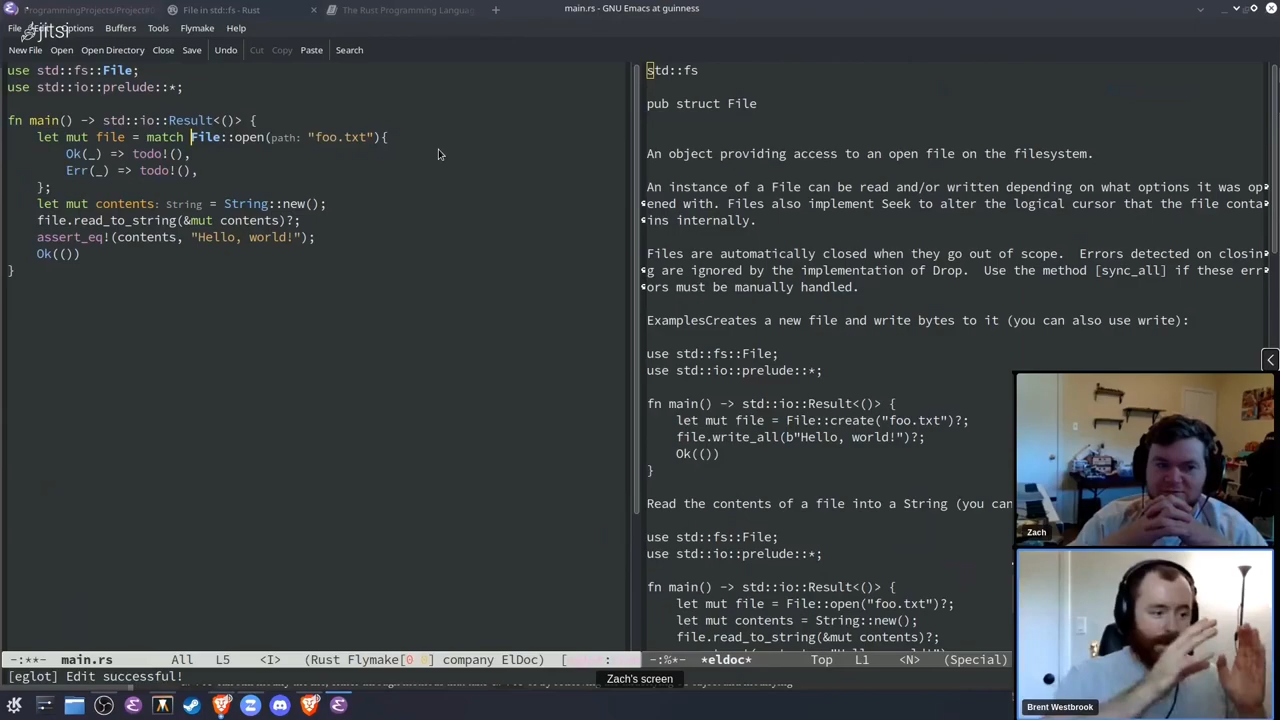 ProgrammingProjects/Project
File in std::fs - Rust
The Rust Programming Languag
main.rs - GNU Emacs at guinness
jitsi
File Edit Options Buffers Tools Flymake Help
New File Open Open Directory Close Save Undo Cut Copy Paste Search
use std::fs::File;
use std::io::prelude::*;
fn main() -> std::io::Result<()> {
let mut file = match File::open(path: "foo.txt"){
Ok(_) => todo!(),
Err(_) => todo!(),
};
let mut contents: String = String::new();
file.read_to_string(&mut contents)?;
assert_eq!(contents, "Hello, world!");
Ok(())
}
-:**- main.rs All L5 <I> (Rust Flymake[0 0] company ElDoc) [eglot:
[eglot] Edit successful!
std::fs
pub struct File
An object providing access to an open file on the filesystem.
An instance of a File can be read and/or written depending on what options it was op
ened with. Files also implement Seek to alter the logical cursor that the file conta
ins internally.
Files are automatically closed when they go out of scope. Errors detected on closin
g are ignored by the implementation of Drop. Use the method [sync_all] if these err
ors must be manually handled.
ExamplesCreates a new file and write bytes to it (you can also use write):
use std::fs::File;
use std::io::prelude::*;
fn main() -> std::io::Result<()> {
let mut file = File::create("foo.txt")?;
file.write_all(b"Hello, world!")?;
Ok(())
}
Read the contents of a file into a String (you can
use std::fs::File;
use std::io::prelude::*;
fn main() -> std::io::Result<()> {
let mut file = File::open("foo.txt")?;
let mut contents = String::new();
file.read_to_string(&mut contents)?;
-:%*- *eldoc* Top L1 <N> (Special)
Zach's screen
Zach
Brent Westbrook